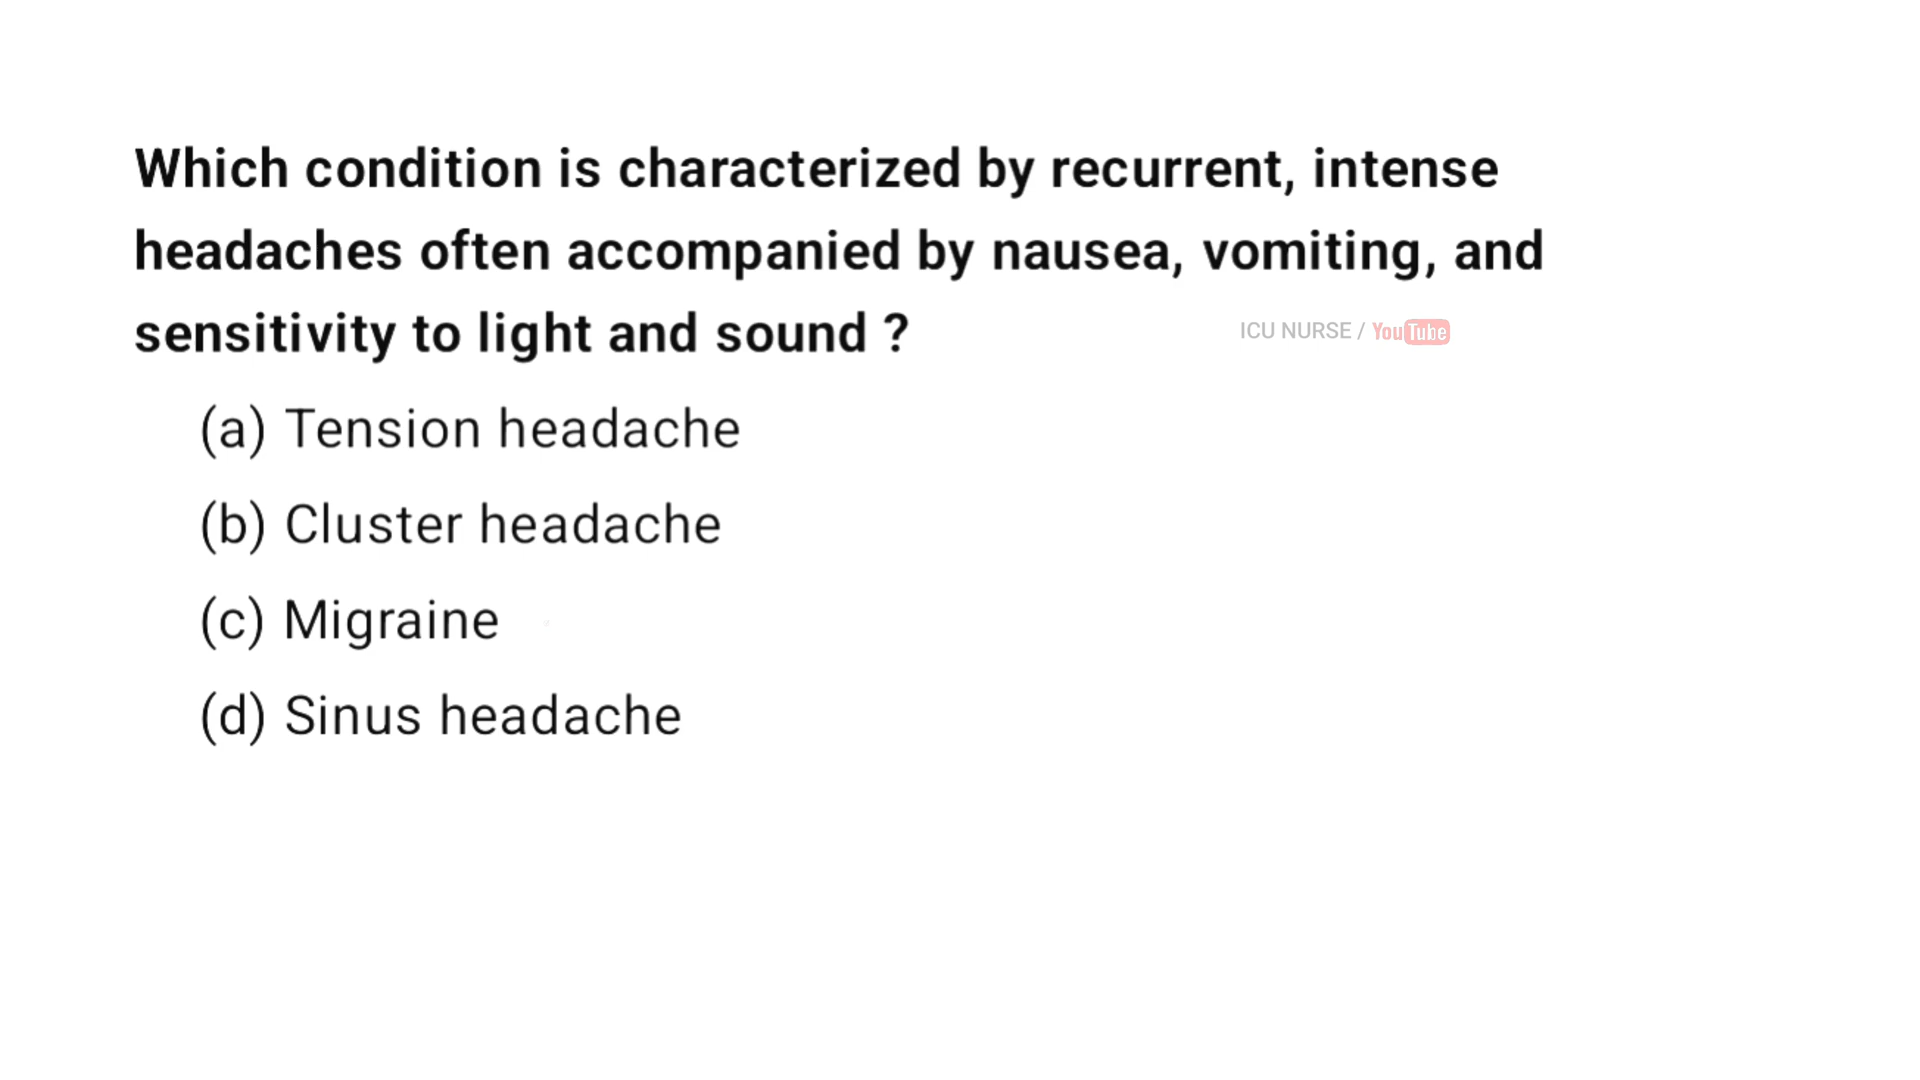 Which condition is characterized by recurrent, intense
headaches often accompanied by nausea, vomiting, and
sensitivity to light and sound ?
ICU NURSE / YouTube
(a) Tension headache
(b) Cluster headache
(c) Migraine
(d) Sinus headache